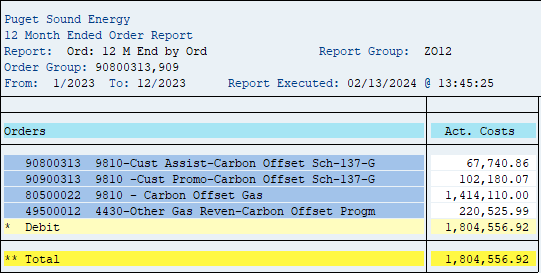 Puget Sound Energy
12 Month Ended Order Report
Report: Ord: 12 M End by Ord Report Group: ZO12
Order Group: 90800313,909
From: 1/2023 To: 12/2023 Report Executed: 02/13/2024 @ 13:45:25
Orders Act. Costs
90800313 9810-Cust Assist-Carbon Offset Sch-137-G 67,740.86
90900313 9810 -Cust Promo-Carbon Offset Sch-137-G 102,180.07
80500022 9810 - Carbon Offset Gas 1,414,110.00
49500012 4430-Other Gas Reven-Carbon Offset Progm 220,525.99
* Debit 1,804,556.92
** Total 1,804,556.92